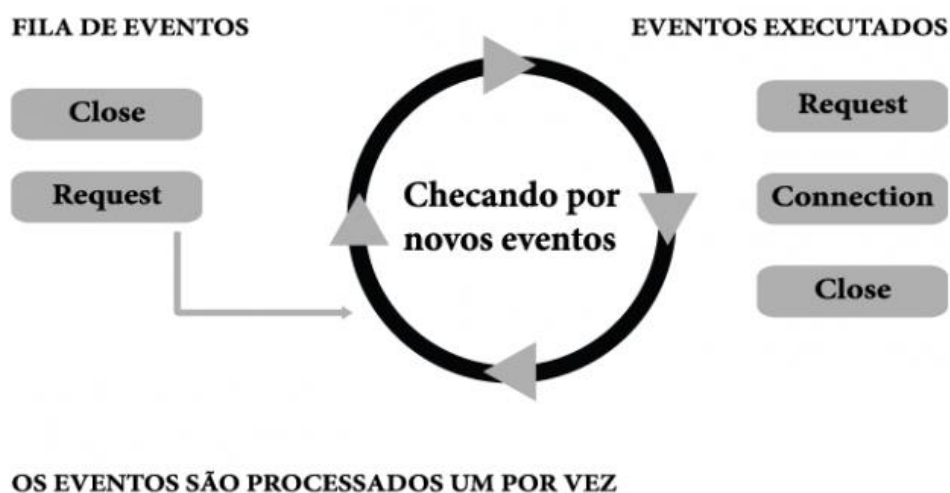 FILA DE EVENTOS
EVENTOS EXECUTADOS
Close
Request
Checando por
novos eventos
Request
Connection
Close
OS EVENTOS SÃO PROCESSADOS UM POR VEZ